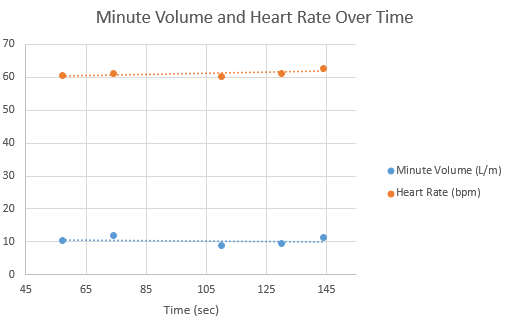 Minute Volume and Heart Rate Over Time
70
60
50
40
30
20
10
0
45 65 85 105 125 145
Time (sec)
Minute Volume (L/m)
Heart Rate (bpm)